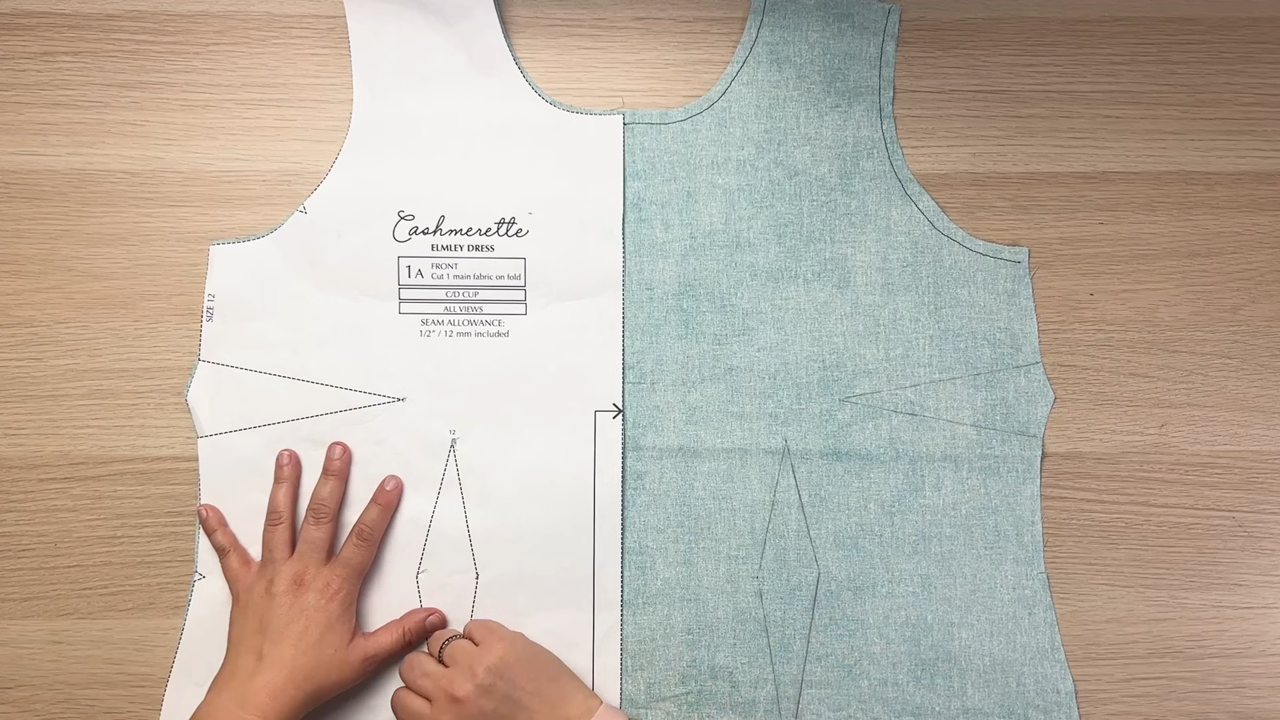 Cashmerette
ELMLEY DRESS
1A FRONT
Cut 1 main fabric on fold
C/D CUP
ALL VIEWS
SEAM ALLOWANCE:
1/2" / 12 mm included
SIZE 12
12